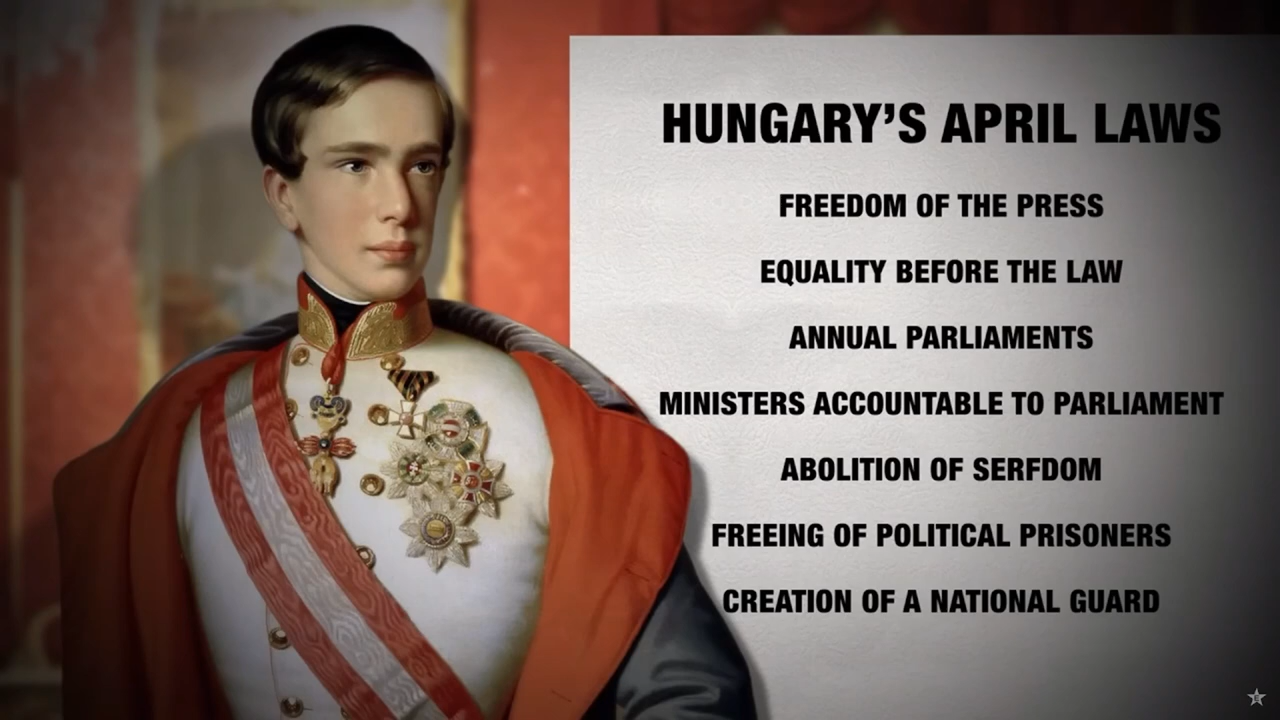 HUNGARY'S APRIL LAWS
FREEDOM OF THE PRESS
EQUALITY BEFORE THE LAW
ANNUAL PARLIAMENTS
MINISTERS ACCOUNTABLE TO PARLIAMENT
ABOLITION OF SERFDOM
FREEING OF POLITICAL PRISONERS
CREATION OF A NATIONAL GUARD